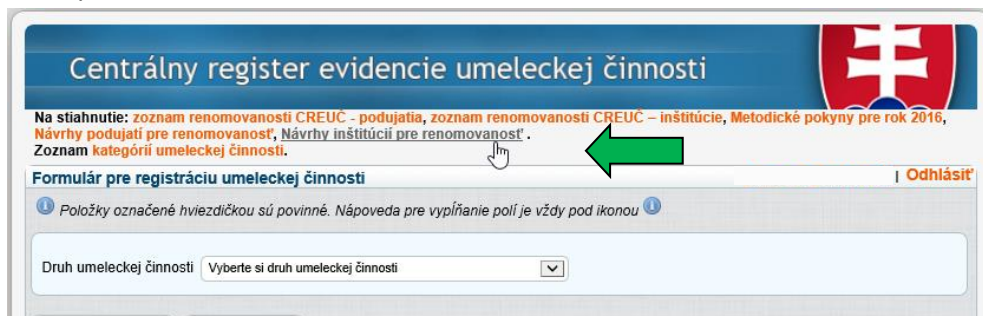 Centrálny register evidencie umeleckej činnosti
Na stiahnutie: zoznam renomovanosti CREUČ - podujatia, zoznam renomovanosti CREUČ – inštitúcie, Metodické pokyny pre rok 2016,
Návrhy podujatí pre renomovanosť, Návrhy inštitúcií pre renomovanosť .
Zoznam kategórií umeleckej činnosti.
Formulár pre registráciu umeleckej činnosti | Odhlásiť
Položky označené hviezdičkou sú povinné. Nápoveda pre vypĺňanie polí je vždy pod ikonou
Druh umeleckej činnosti Vyberte si druh umeleckej činnosti